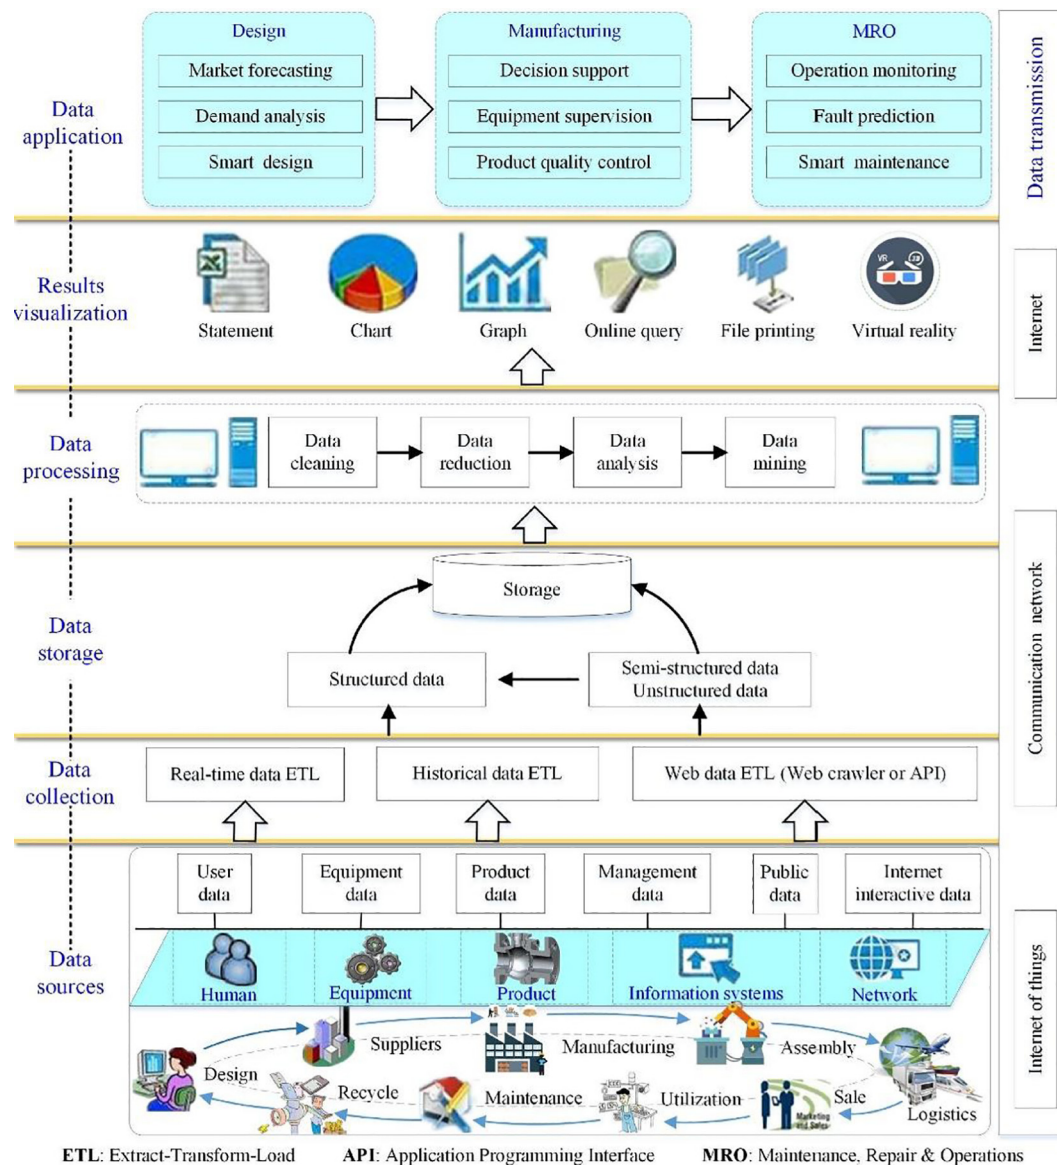 Design
Manufacturing
MRO
Data transmission
Market forecasting
Decision support
Operation monitoring
Data
application
Demand analysis
Equipment supervision
Fault prediction
Smart design
Product quality control
Smart maintenance
Results
visualization
Statement
Chart
Graph
Online query
File printing
VR
3D
Virtual reality
Internet
Data
processing
Data
cleaning
Data
reduction
Data
analysis
Data
mining
Data
storage
Storage
Structured data
Semi-structured data
Unstructured data
Communication network
Data
collection
Real-time data ETL
Historical data ETL
Web data ETL (Web crawler or API)
Data
sources
User
data
Equipment
data
Product
data
Management
data
Public
data
Internet
interactive data
Human
Equipment
Product
Information systems
Network
Internet of things
Design
Suppliers
Manufacturing
Assembly
Logistics
Sale
Marketing
and Sales
Utilization
Maintenance
Recycle
ETL: Extract-Transform-Load
API: Application Programming Interface
MRO: Maintenance, Repair & Operations